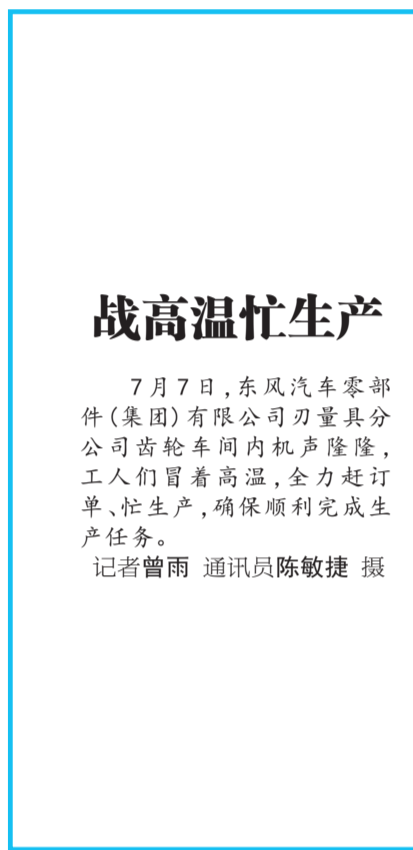 战高温忙生产
7月7日,东风汽车零部
件(集团)有限公司刃量具分
公司齿轮车间内机声隆隆,
工人们冒着高温,全力赶订
单、忙生产,确保顺利完成生
产任务。
记者曾雨 通讯员陈敏捷 摄